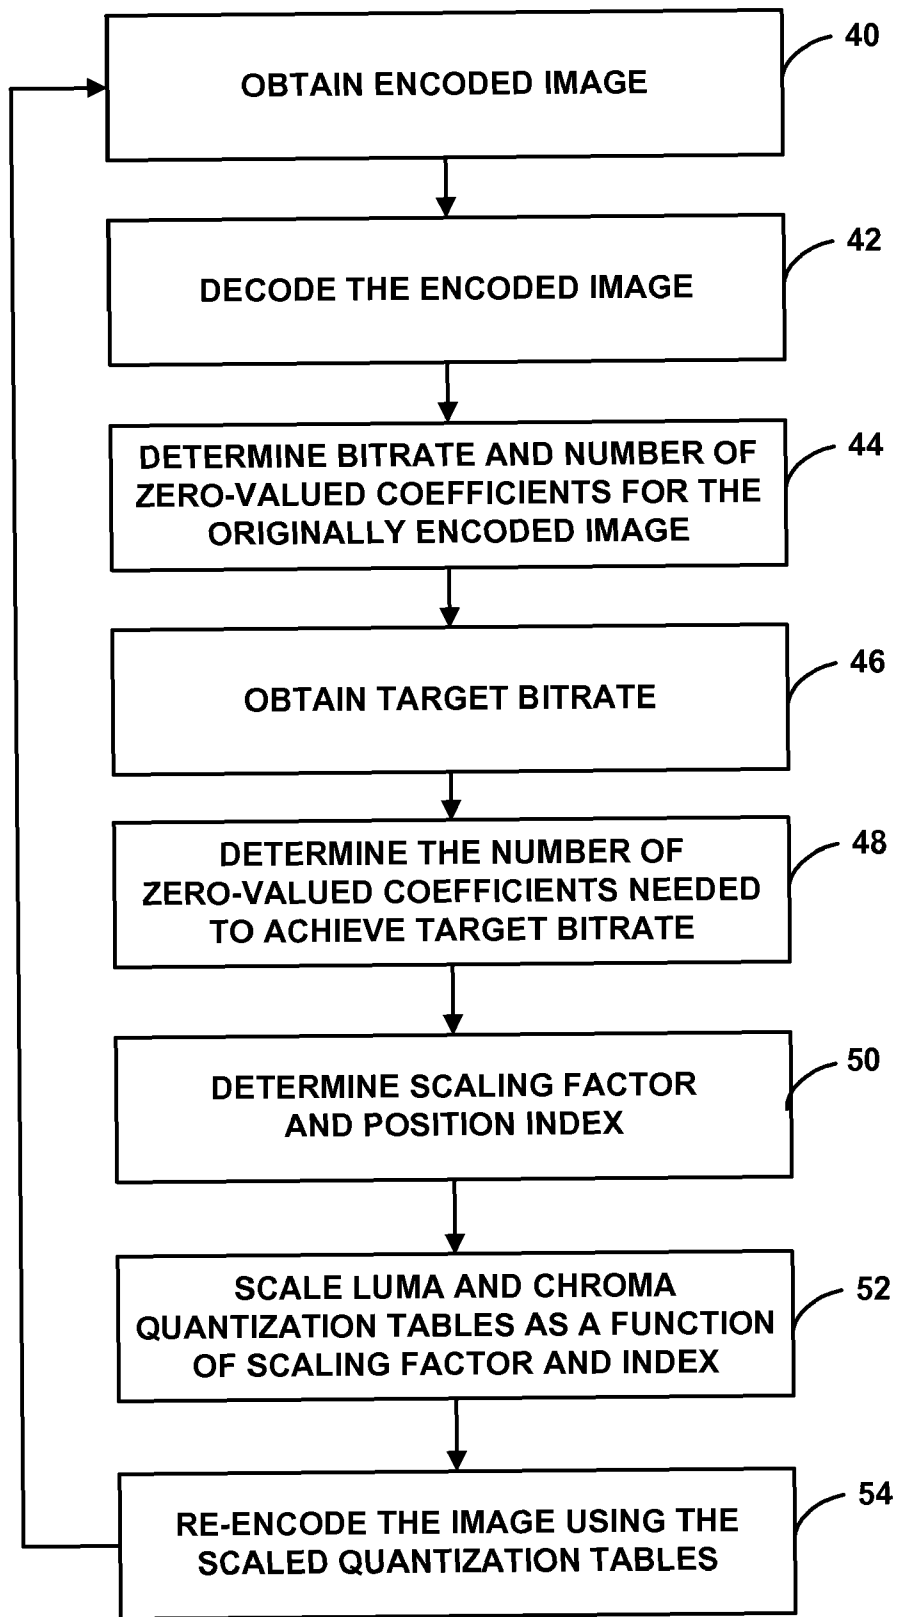 OBTAIN ENCODED IMAGE
40
DECODE THE ENCODED IMAGE
42
DETERMINE BITRATE AND NUMBER OF
ZERO-VALUED COEFFICIENTS FOR THE
ORIGINALLY ENCODED IMAGE
44
OBTAIN TARGET BITRATE
46
DETERMINE THE NUMBER OF
ZERO-VALUED COEFFICIENTS NEEDED
TO ACHIEVE TARGET BITRATE
48
DETERMINE SCALING FACTOR
AND POSITION INDEX
50
SCALE LUMA AND CHROMA
QUANTIZATION TABLES AS A FUNCTION
OF SCALING FACTOR AND INDEX
52
RE-ENCODE THE IMAGE USING THE
SCALED QUANTIZATION TABLES
54